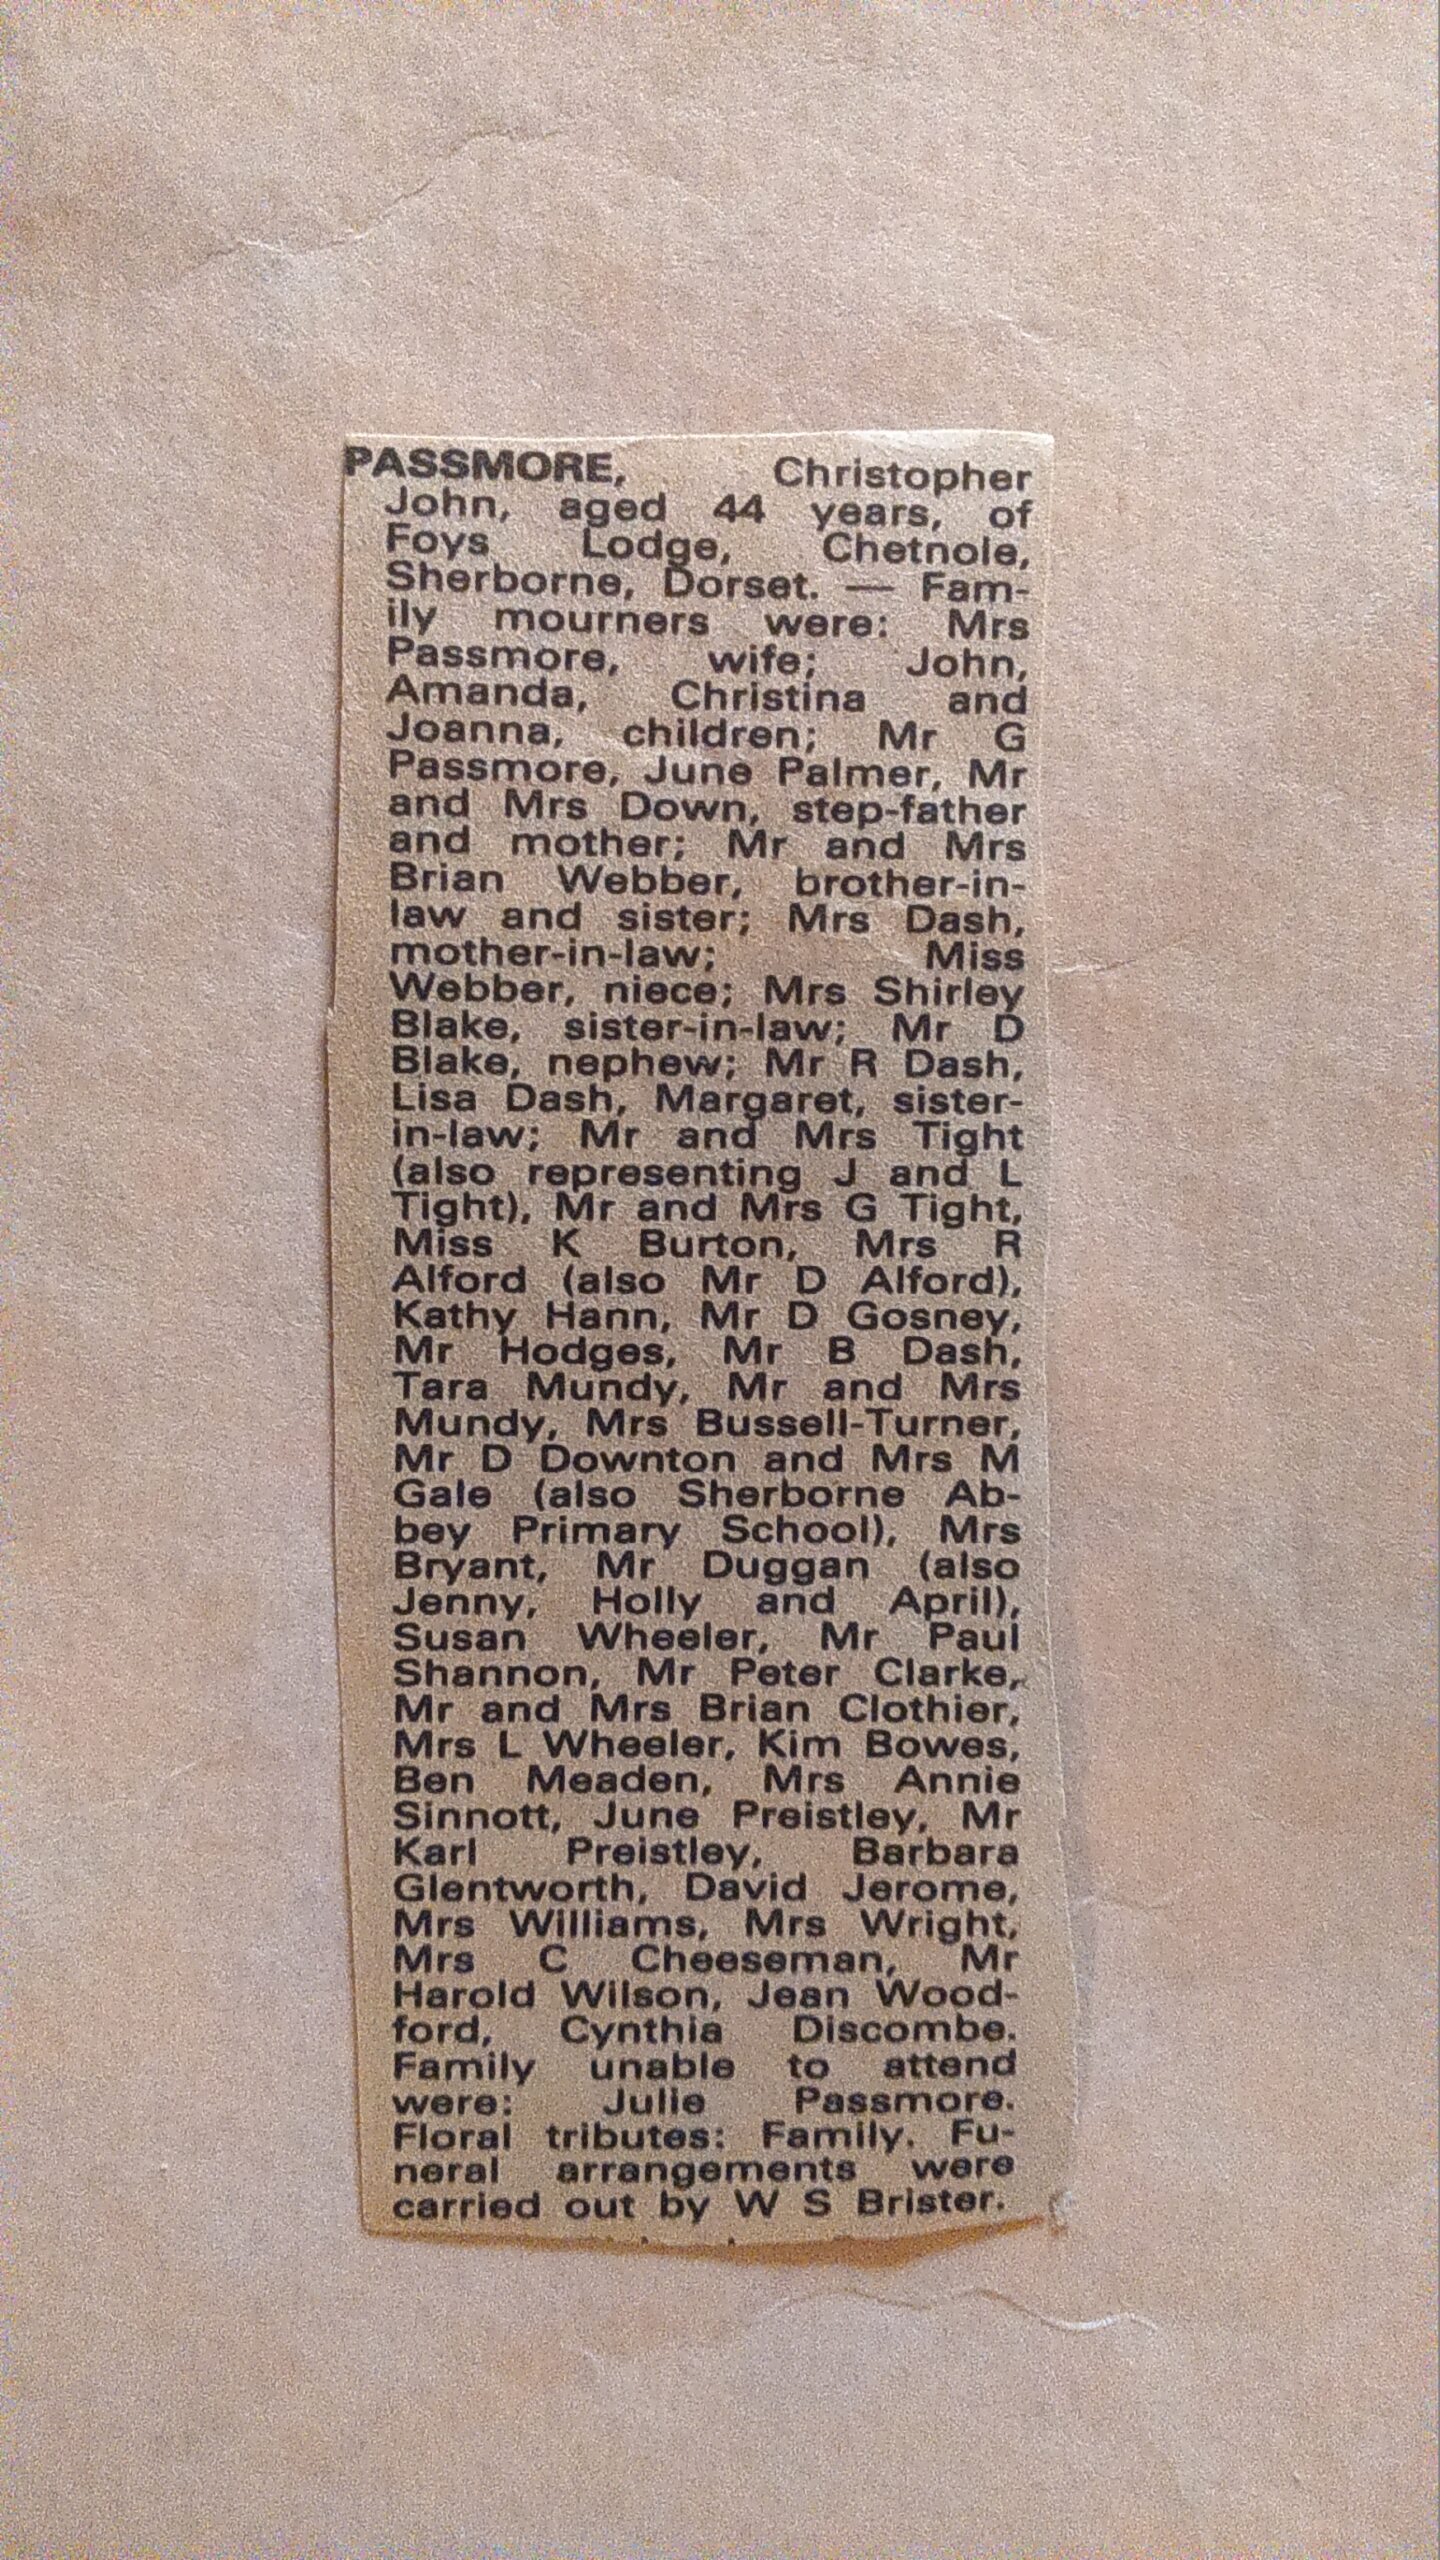 PASSMORE, Christopher
John, aged 44 years, of
Foys Lodge, Chetnole,
Sherborne, Dorset. — Fam-
ily mourners were: Mrs
Passmore, wife; John,
Amanda, Christina and
Joanna, children; Mr G
Passmore, June Palmer, Mr
and Mrs Down, step-father
and mother; Mr and Mrs
Brian Webber, brother-in-
law and sister; Mrs Dash,
mother-in-law; Miss
Webber, niece; Mrs Shirley
Blake, sister-in-law; Mr D
Blake, nephew; Mr R Dash,
Lisa Dash, Margaret, sister-
in-law; Mr and Mrs Tight
(also representing J and L
Tight), Mr and Mrs G Tight,
Miss K Burton, Mrs R
Alford (also Mr D Alford),
Kathy Hann, Mr D Gosney,
Mr Hodges, Mr B Dash,
Tara Mundy, Mr and Mrs
Mundy, Mrs Bussell-Turner,
Mr D Downton and Mrs M
Gale (also Sherborne Ab-
bey Primary School), Mrs
Bryant, Mr Duggan (also
Jenny, Holly and April),
Susan Wheeler, Mr Paul
Shannon, Mr Peter Clarke,
Mr and Mrs Brian Clothier,
Mrs L Wheeler, Kim Bowes,
Ben Meaden, Mrs Annie
Sinnott, June Preistley, Mr
Karl Preistley, Barbara
Glentworth, David Jerome,
Mrs Williams, Mrs Wright,
Mrs C Cheeseman, Mr
Harold Wilson, Jean Wood-
ford, Cynthia Discombe.
Family unable to attend
were: Julie Passmore.
Floral tributes: Family. Fu-
neral arrangements were
carried out by W S Brister.